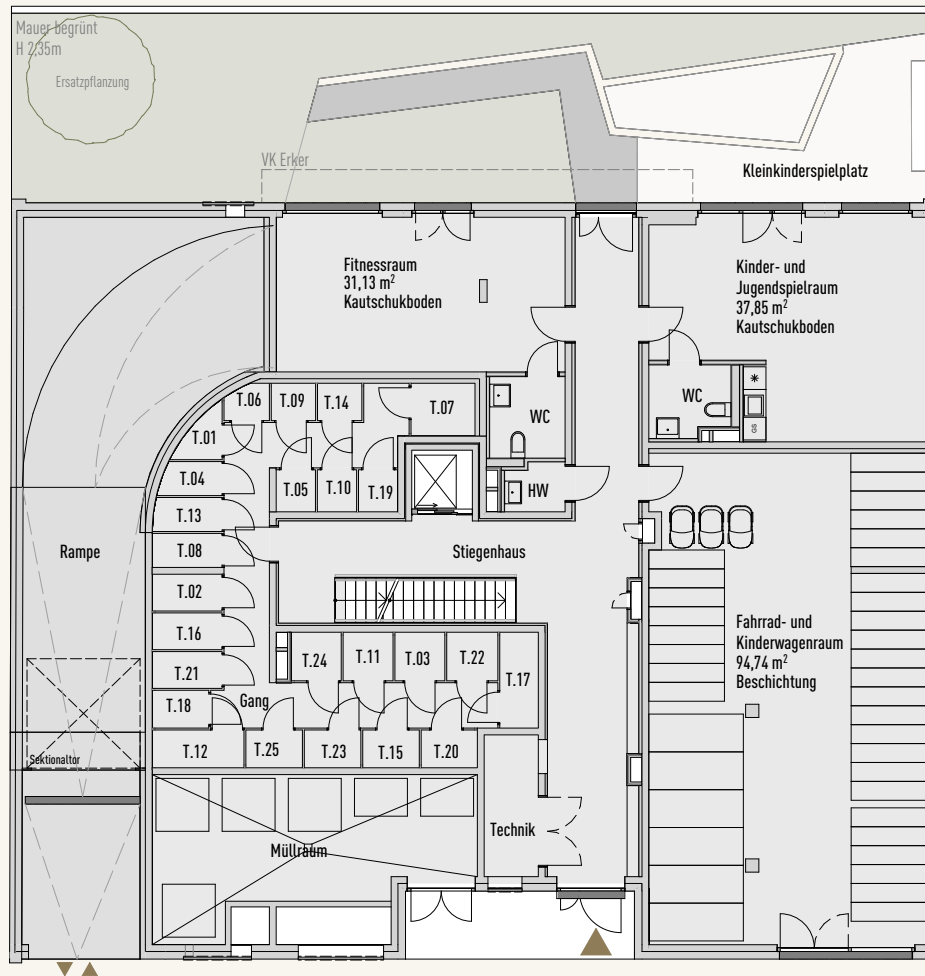 Mauer begrünt
H 2,35m
Ersatzpflanzung
VK Erker
Kleinkinderspielplatz
Fitnessraum
31,13 m²
Kautschukboden
Kinder- und
Jugendspielraum
37,85 m²
Kautschukboden
T.06
T.09
T.14
T.07
WC
WC
GS
T.01
T.04
T.05
T.10
T.19
HW
T.13
T.08
Rampe
Stiegenhaus
T.02
T.16
T.21
T.18
Gang
T.24
T.11
T.03
T.22
T.17
Fahrrad- und
Kinderwagenraum
94,74 m²
Beschichtung
T.12
T.25
T.23
T.15
T.20
Sektionaltor
Technik
Müllraum